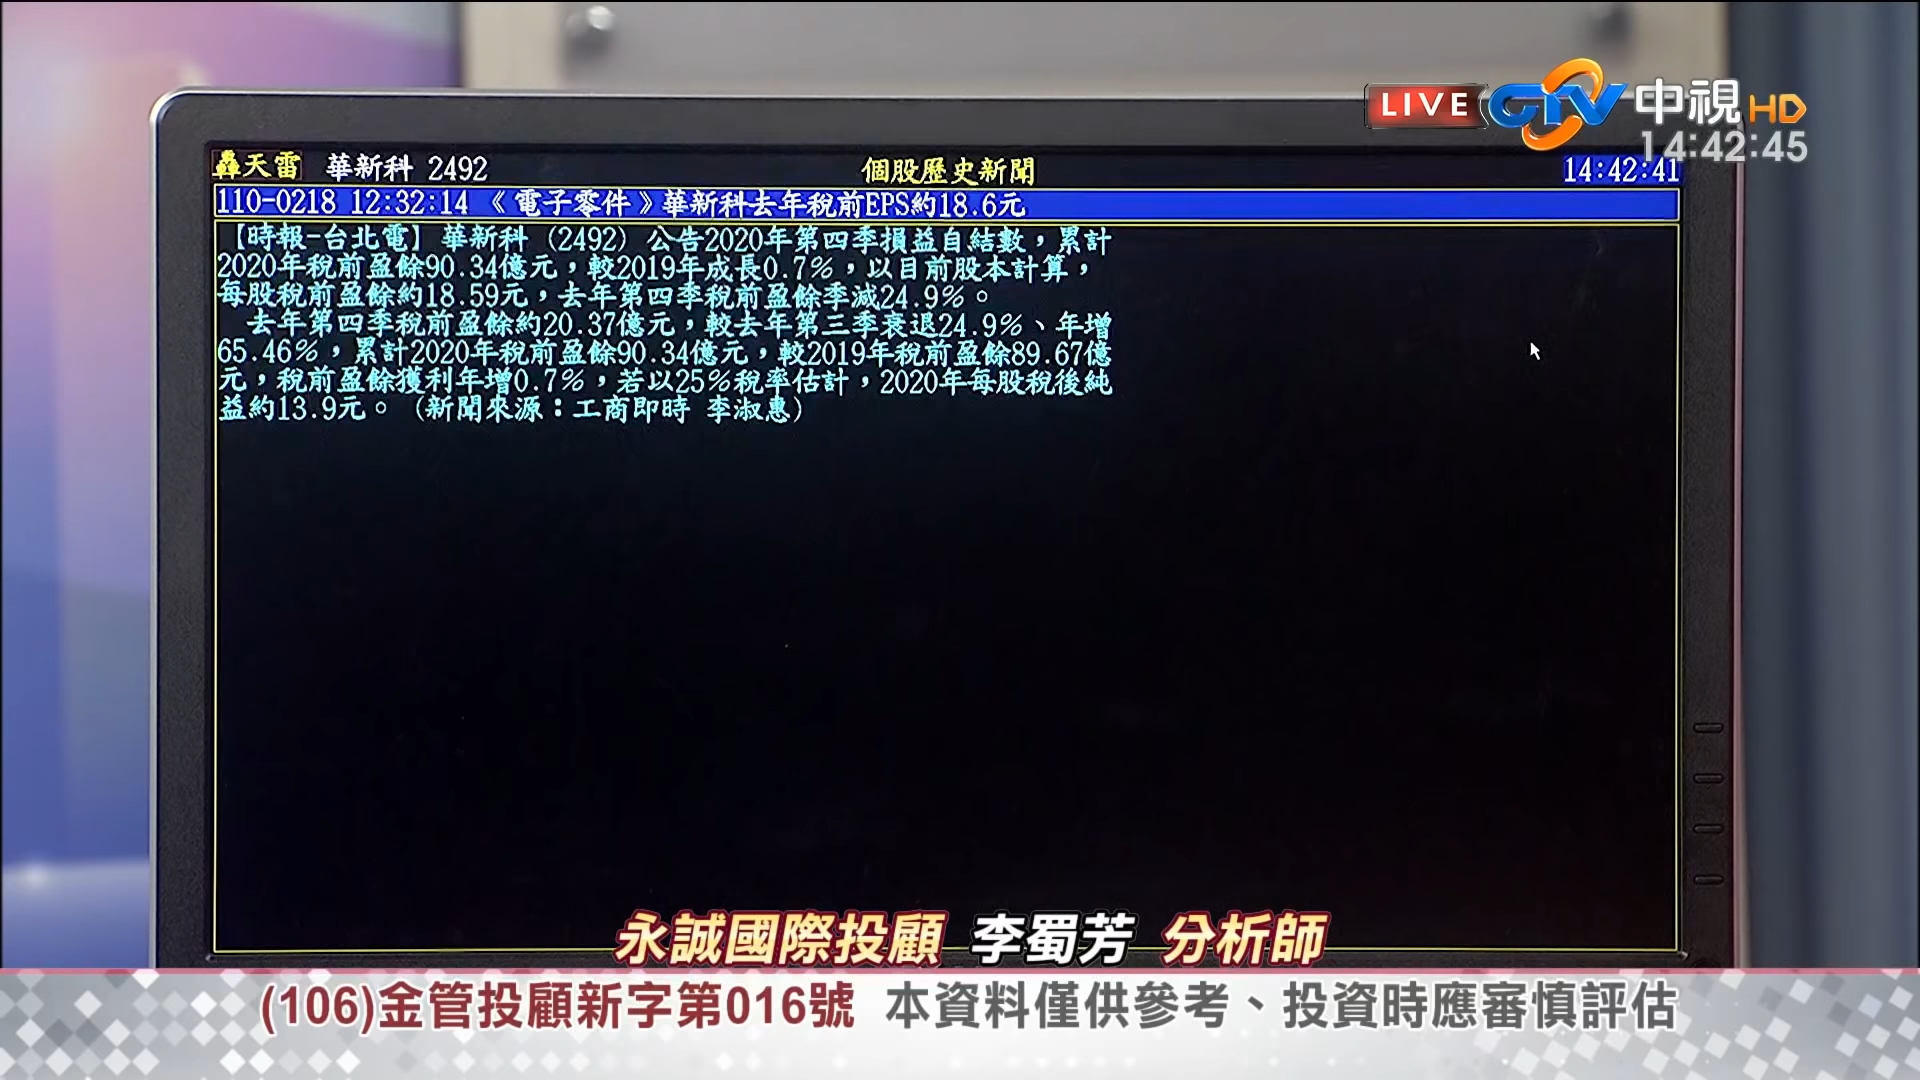 LIVE CTV 中視 HD
14:42:45
轟天雷 華新科 2492 個股歷史新聞 14:42:41
110-0218 12:32:14 《電子零件》華新科去年稅前EPS約18.6元
【時報-台北電】華新科(2492)公告2020年第四季損益自結數，累計
2020年稅前盈餘90.34億元，較2019年成長0.7%，以目前股本計算，
每股稅前盈餘約18.59元，去年第四季稅前盈餘季減24.9%。
去年第四季稅前盈餘約20.37億元，較去年第三季衰退24.9%、年增
65.46%，累計2020年稅前盈餘90.34億元，較2019年稅前盈餘89.67億
元，稅前盈餘獲利年增0.7%，若以25%稅率估計，2020年每股稅後純
益約13.9元。(新聞來源：工商即時 李淑惠)
永誠國際投顧 李蜀芳 分析師
(106)金管投顧新字第016號 本資料僅供參考、投資時應審慎評估